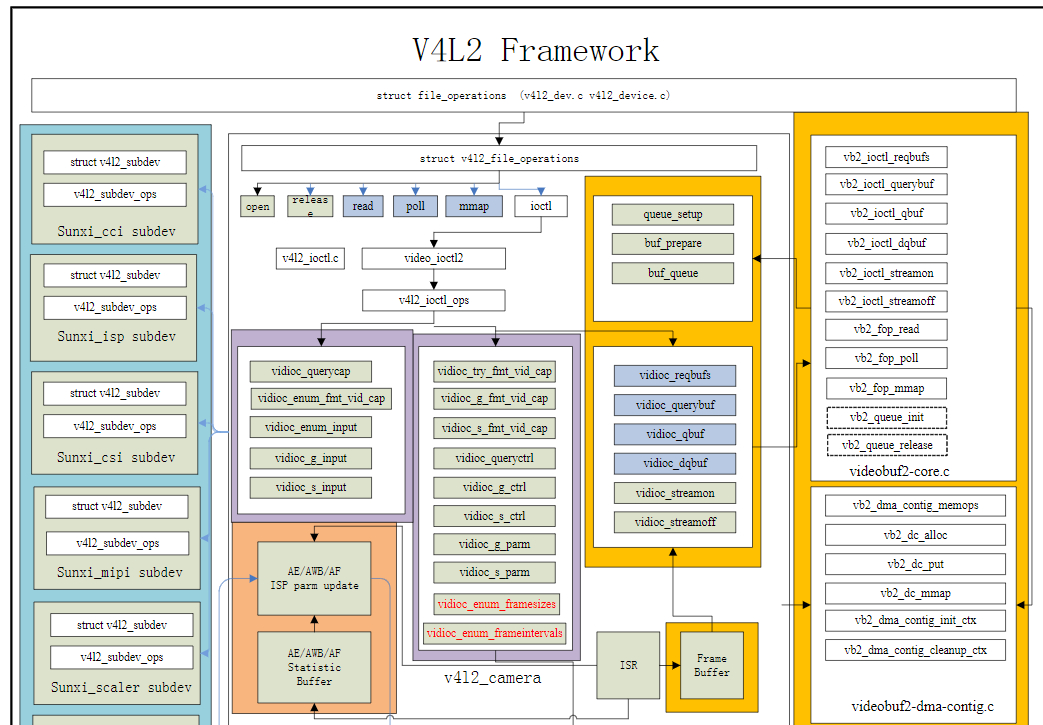 V4L2 Framework
struct file_operations （v4l2_dev.c v4l2_device.c）
struct v4l2_subdev
v4l2_subdev_ops
Sunxi_cci subdev
struct v4l2_subdev
v4l2_subdev_ops
Sunxi_isp subdev
struct v4l2_subdev
v4l2_subdev_ops
Sunxi_csi subdev
struct v4l2_subdev
v4l2_subdev_ops
Sunxi_mipi subdev
struct v4l2_subdev
v4l2_subdev_ops
Sunxi_scaler subdev
struct v4l2_file_operations
open
releas
e
read
poll
mmap
ioctl
v4l2_ioctl.c
video_ioctl2
v4l2_ioctl_ops
vidioc_querycap
vidioc_enum_fmt_vid_cap
vidioc_enum_input
vidioc_g_input
vidioc_s_input
AE/AWB/AF
ISP parm update
AE/AWB/AF
Statistic
Buffer
vidioc_try_fmt_vid_cap
vidioc_g_fmt_vid_cap
vidioc_s_fmt_vid_cap
vidioc_queryctrl
vidioc_g_ctrl
vidioc_s_ctrl
vidioc_g_parm
vidioc_s_parm
vidioc_enum_framesizes
vidioc_enum_frameintervals
v4l2_camera
queue_setup
buf_prepare
buf_queue
vidioc_reqbufs
vidioc_querybuf
vidioc_qbuf
vidioc_dqbuf
vidioc_streamon
vidioc_streamoff
ISR
Frame
Buffer
vb2_ioctl_reqbufs
vb2_ioctl_querybuf
vb2_ioctl_qbuf
vb2_ioctl_dqbuf
vb2_ioctl_streamon
vb2_ioctl_streamoff
vb2_fop_read
vb2_fop_poll
vb2_fop_mmap
vb2_queue_init
vb2_queue_release
videobuf2-core.c
vb2_dma_contig_memops
vb2_dc_alloc
vb2_dc_put
vb2_dc_mmap
vb2_dma_contig_init_ctx
vb2_dma_contig_cleanup_ctx
videobuf2-dma-contig.c